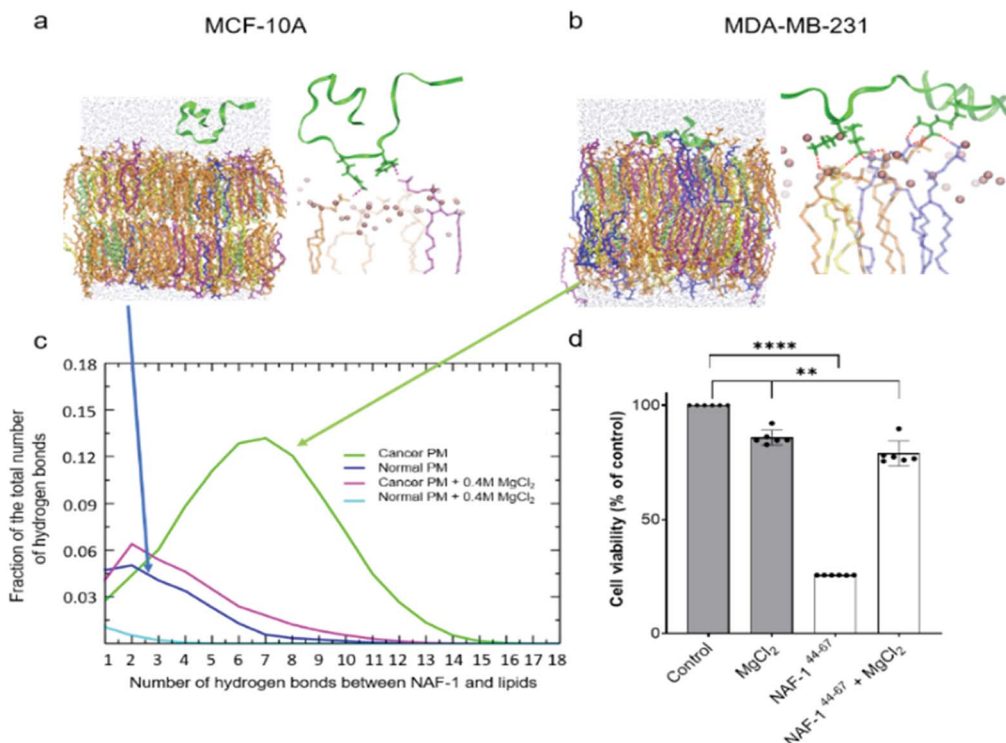 a
MCF-10A
b
MDA-MB-231
c
0.18
0.15
0.12
0.09
0.06
0.03
Fraction of the total number
of hydrogen bonds
Cancer PM
Normal PM
Cancer PM + 0.4M MgCl₂
Normal PM + 0.4M MgCl₂
1 2 3 4 5 6 7 8 9 10 11 12 13 14 15 16 17 18
Number of hydrogen bonds between NAF-1 and lipids
d
****
**
100
50
0
Cell viability (% of control)
Control
MgCl₂
NAF-1 ⁴⁴⁻⁶⁷
NAF-1 ⁴⁴⁻⁶⁷ + MgCl₂